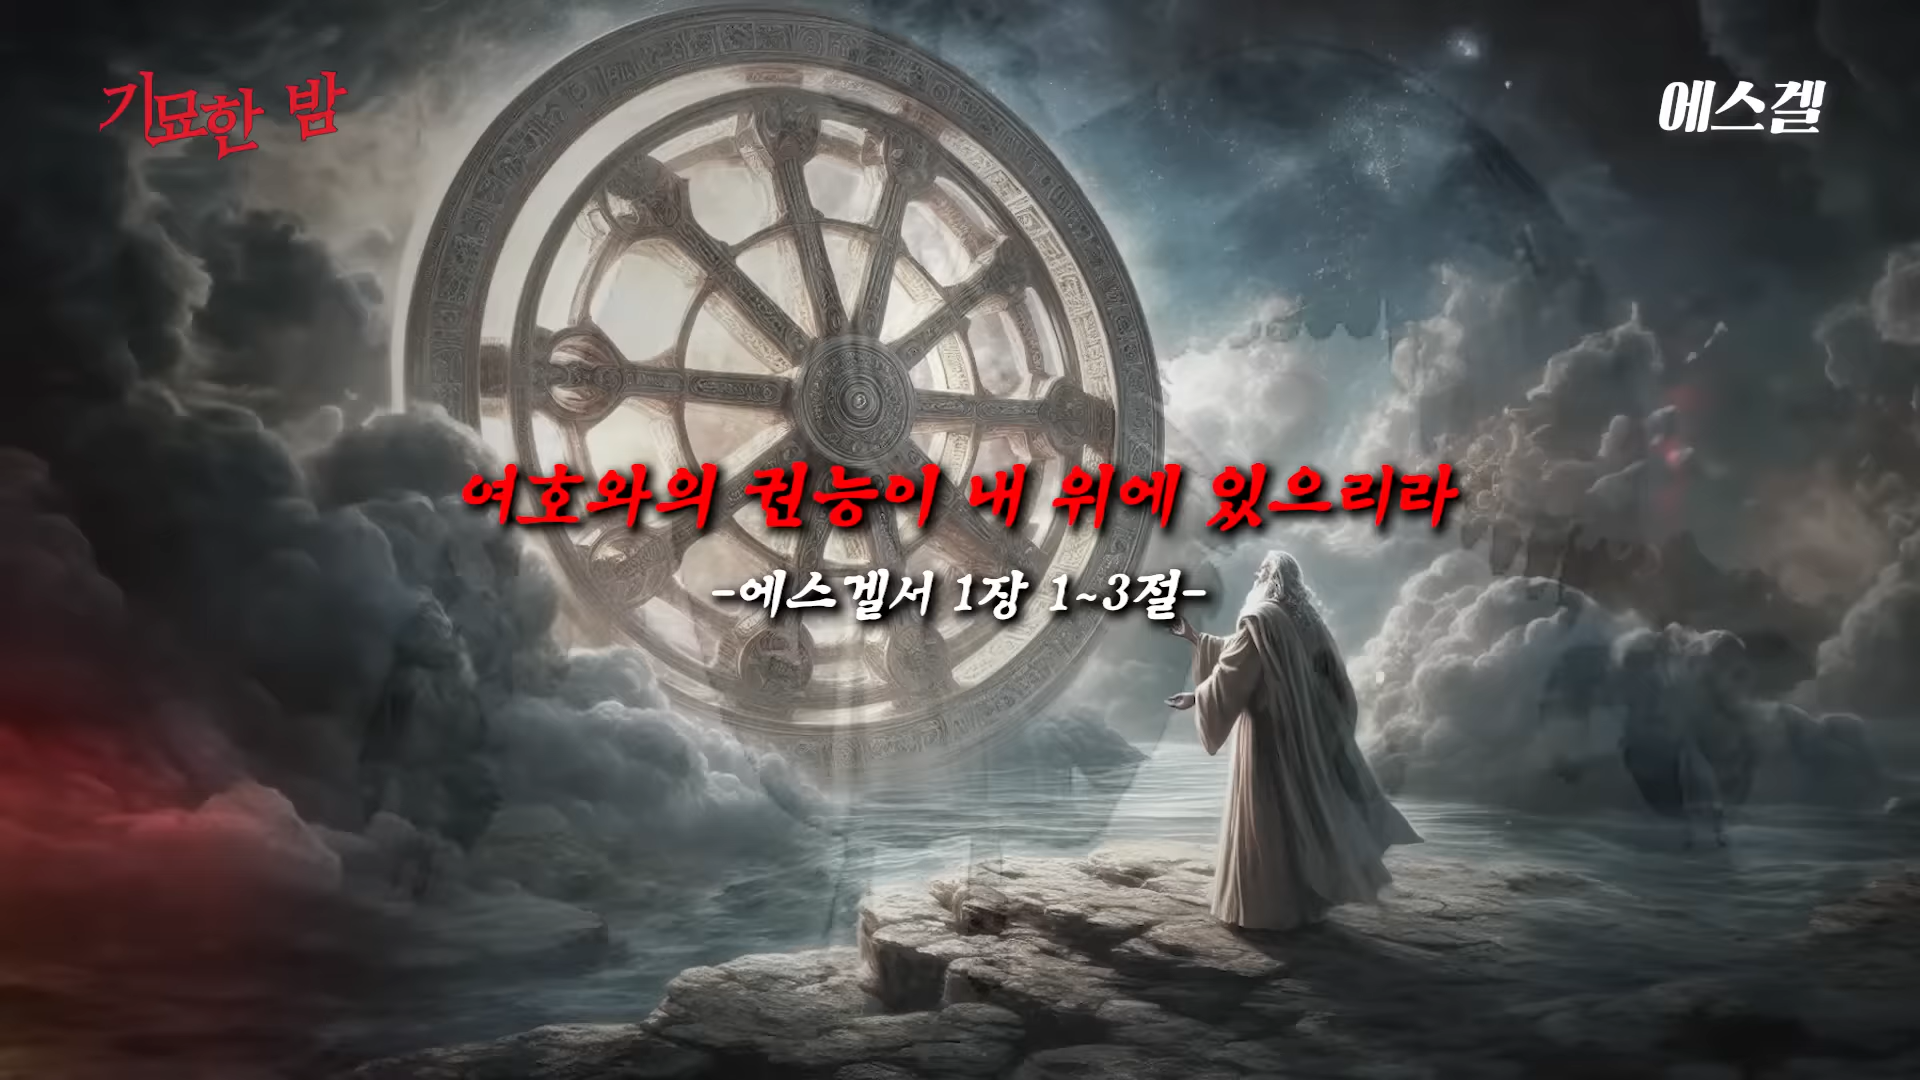 기묘한 밤
에스겔
여호와의 권능이 내 위에 있으리라
-에스겔서 1장 1~3절-